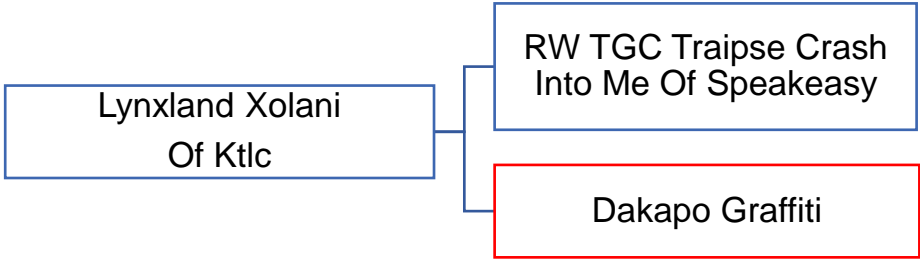 Lynxland Xolani
Of Ktlc
RW TGC Traipse Crash
Into Me Of Speakeasy
Dakapo Graffiti